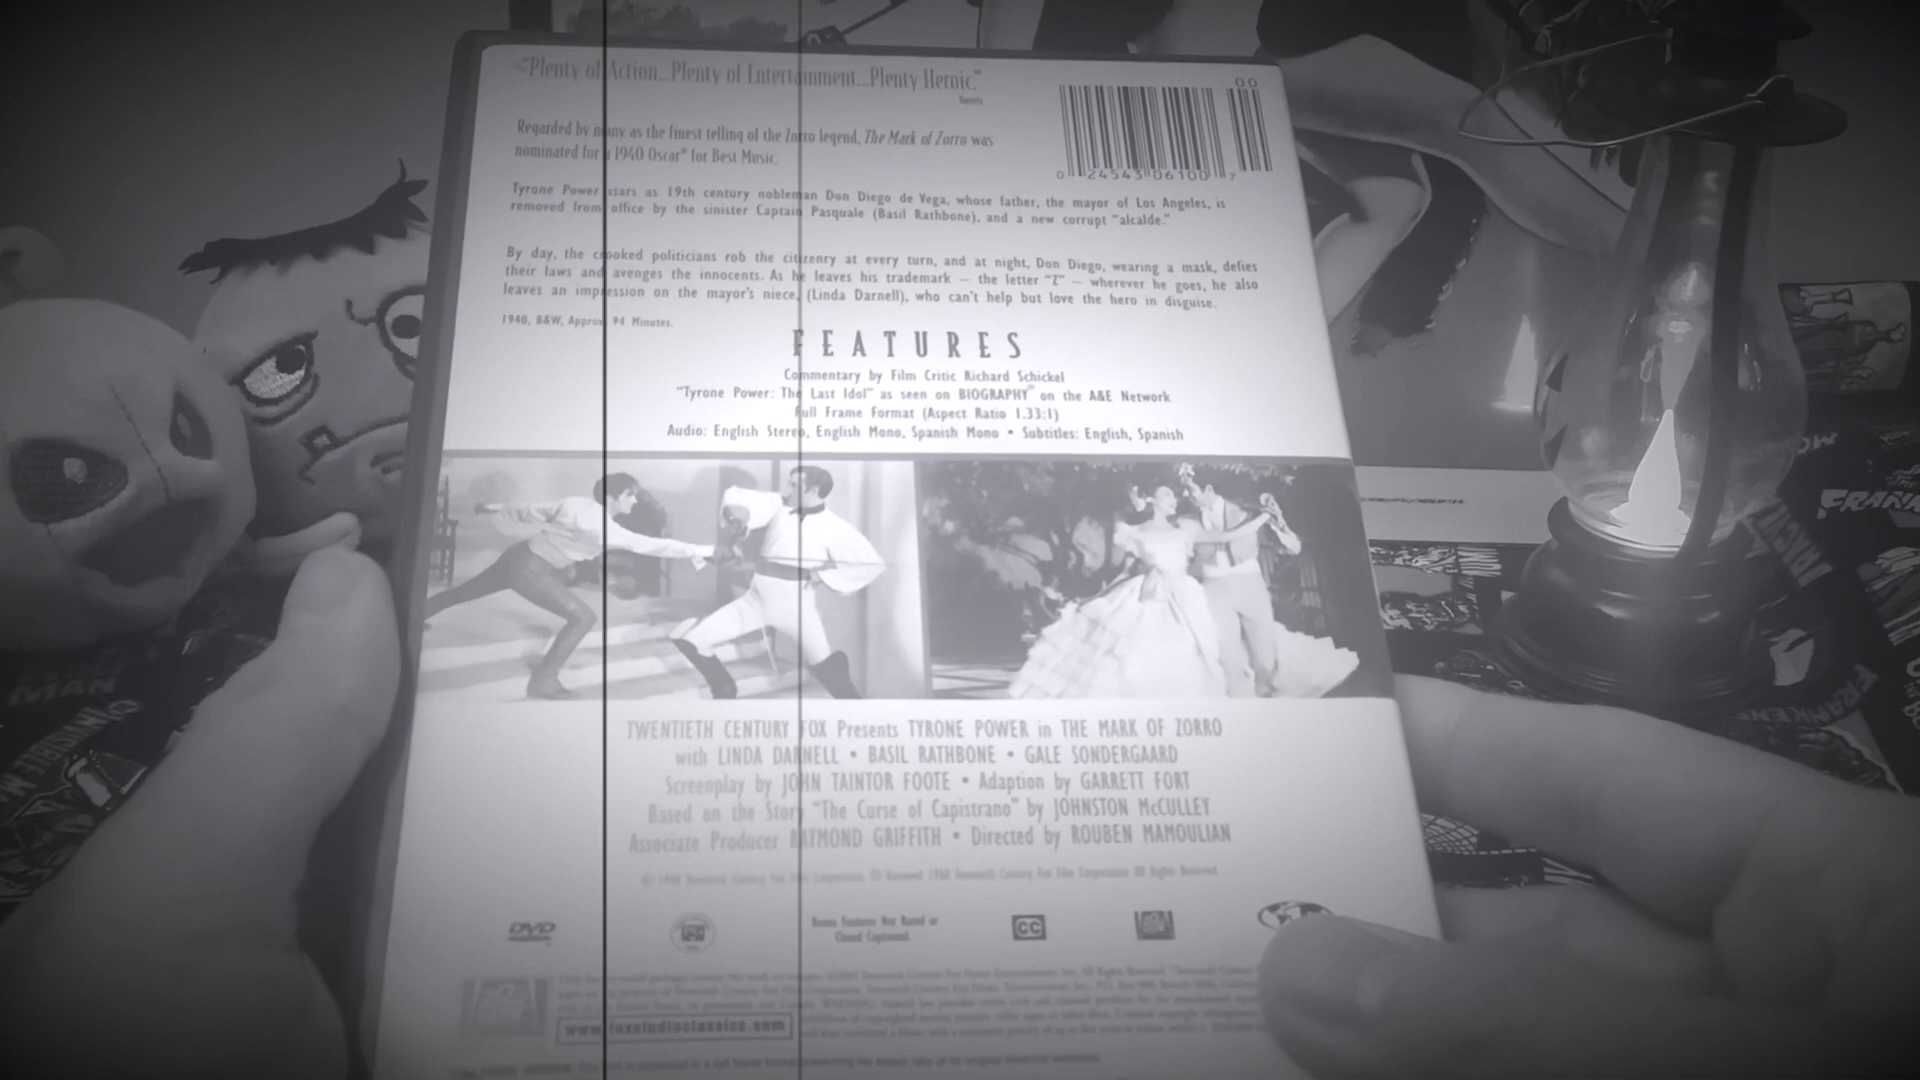 "Plenty of Action...Plenty of Entertainment...Plenty Heroic"
Variety
00
0 24543 06100 7
Regarded by many as the finest telling of the Zorro legend, The Mark of Zorro was
nominated for a 1940 Oscar® for Best Music.
Tyrone Power stars as 19th century nobleman Don Diego de Vega, whose father, the mayor of Los Angeles, is
removed from office by the sinister Captain Pasquale (Basil Rathbone), and a new corrupt "alcalde."
By day, the crooked politicians rob the citizenry at every turn, and at night, Don Diego, wearing a mask, defies
their laws and avenges the innocents. As he leaves his trademark — the letter "Z" — wherever he goes, he also
leaves an impression on the mayor's niece, (Linda Darnell), who can't help but love the hero in disguise.
1940, B&W, Approx. 94 Minutes.
FEATURES
Commentary by Film Critic Richard Schickel
"Tyrone Power: The Last Idol" as seen on BIOGRAPHY® on the A&E Network
Full Frame Format (Aspect Ratio 1.33:1)
Audio: English Stereo, English Mono, Spanish Mono • Subtitles: English, Spanish
TWENTIETH CENTURY FOX Presents TYRONE POWER in THE MARK OF ZORRO
with LINDA DARNELL • BASIL RATHBONE • GALE SONDERGAARD
Screenplay by JOHN TAINTOR FOOTE • Adaption by GARRETT FORT
Based on the Story "The Curse of Capistrano" by JOHNSTON McCULLEY
Associate Producer RAYMOND GRIFFITH • Directed by ROUBEN MAMOULIAN
DVD
Bonus Features Not Rated or
Closed Captioned.
CC
www.foxstudioclassics.com
MAN
INVISIBLE MA
FRANK
FRANKEN